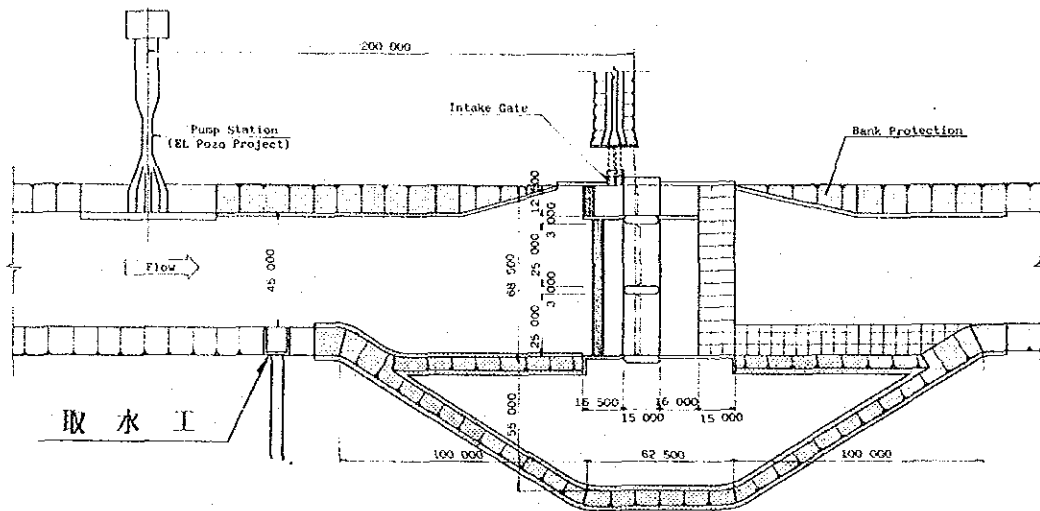 200 000
Intake Gate
Pump Station
(EL Pozo Project)
Bank Protection
12 500
3 000
Flow
45 000
68 500
25 000
3 000
25 000
取水工
16 500
15 000
16 000
15 000
55 000
100 000
62 500
100 000